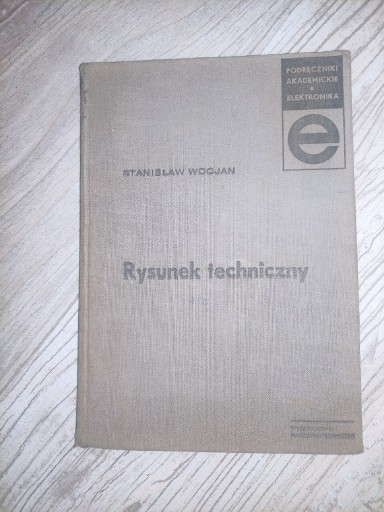 PODRĘCZNIKI
AKADEMICKIE
• ELEKTRONIKA
e
STANISŁAW WOCJAN
Rysunek techniczny